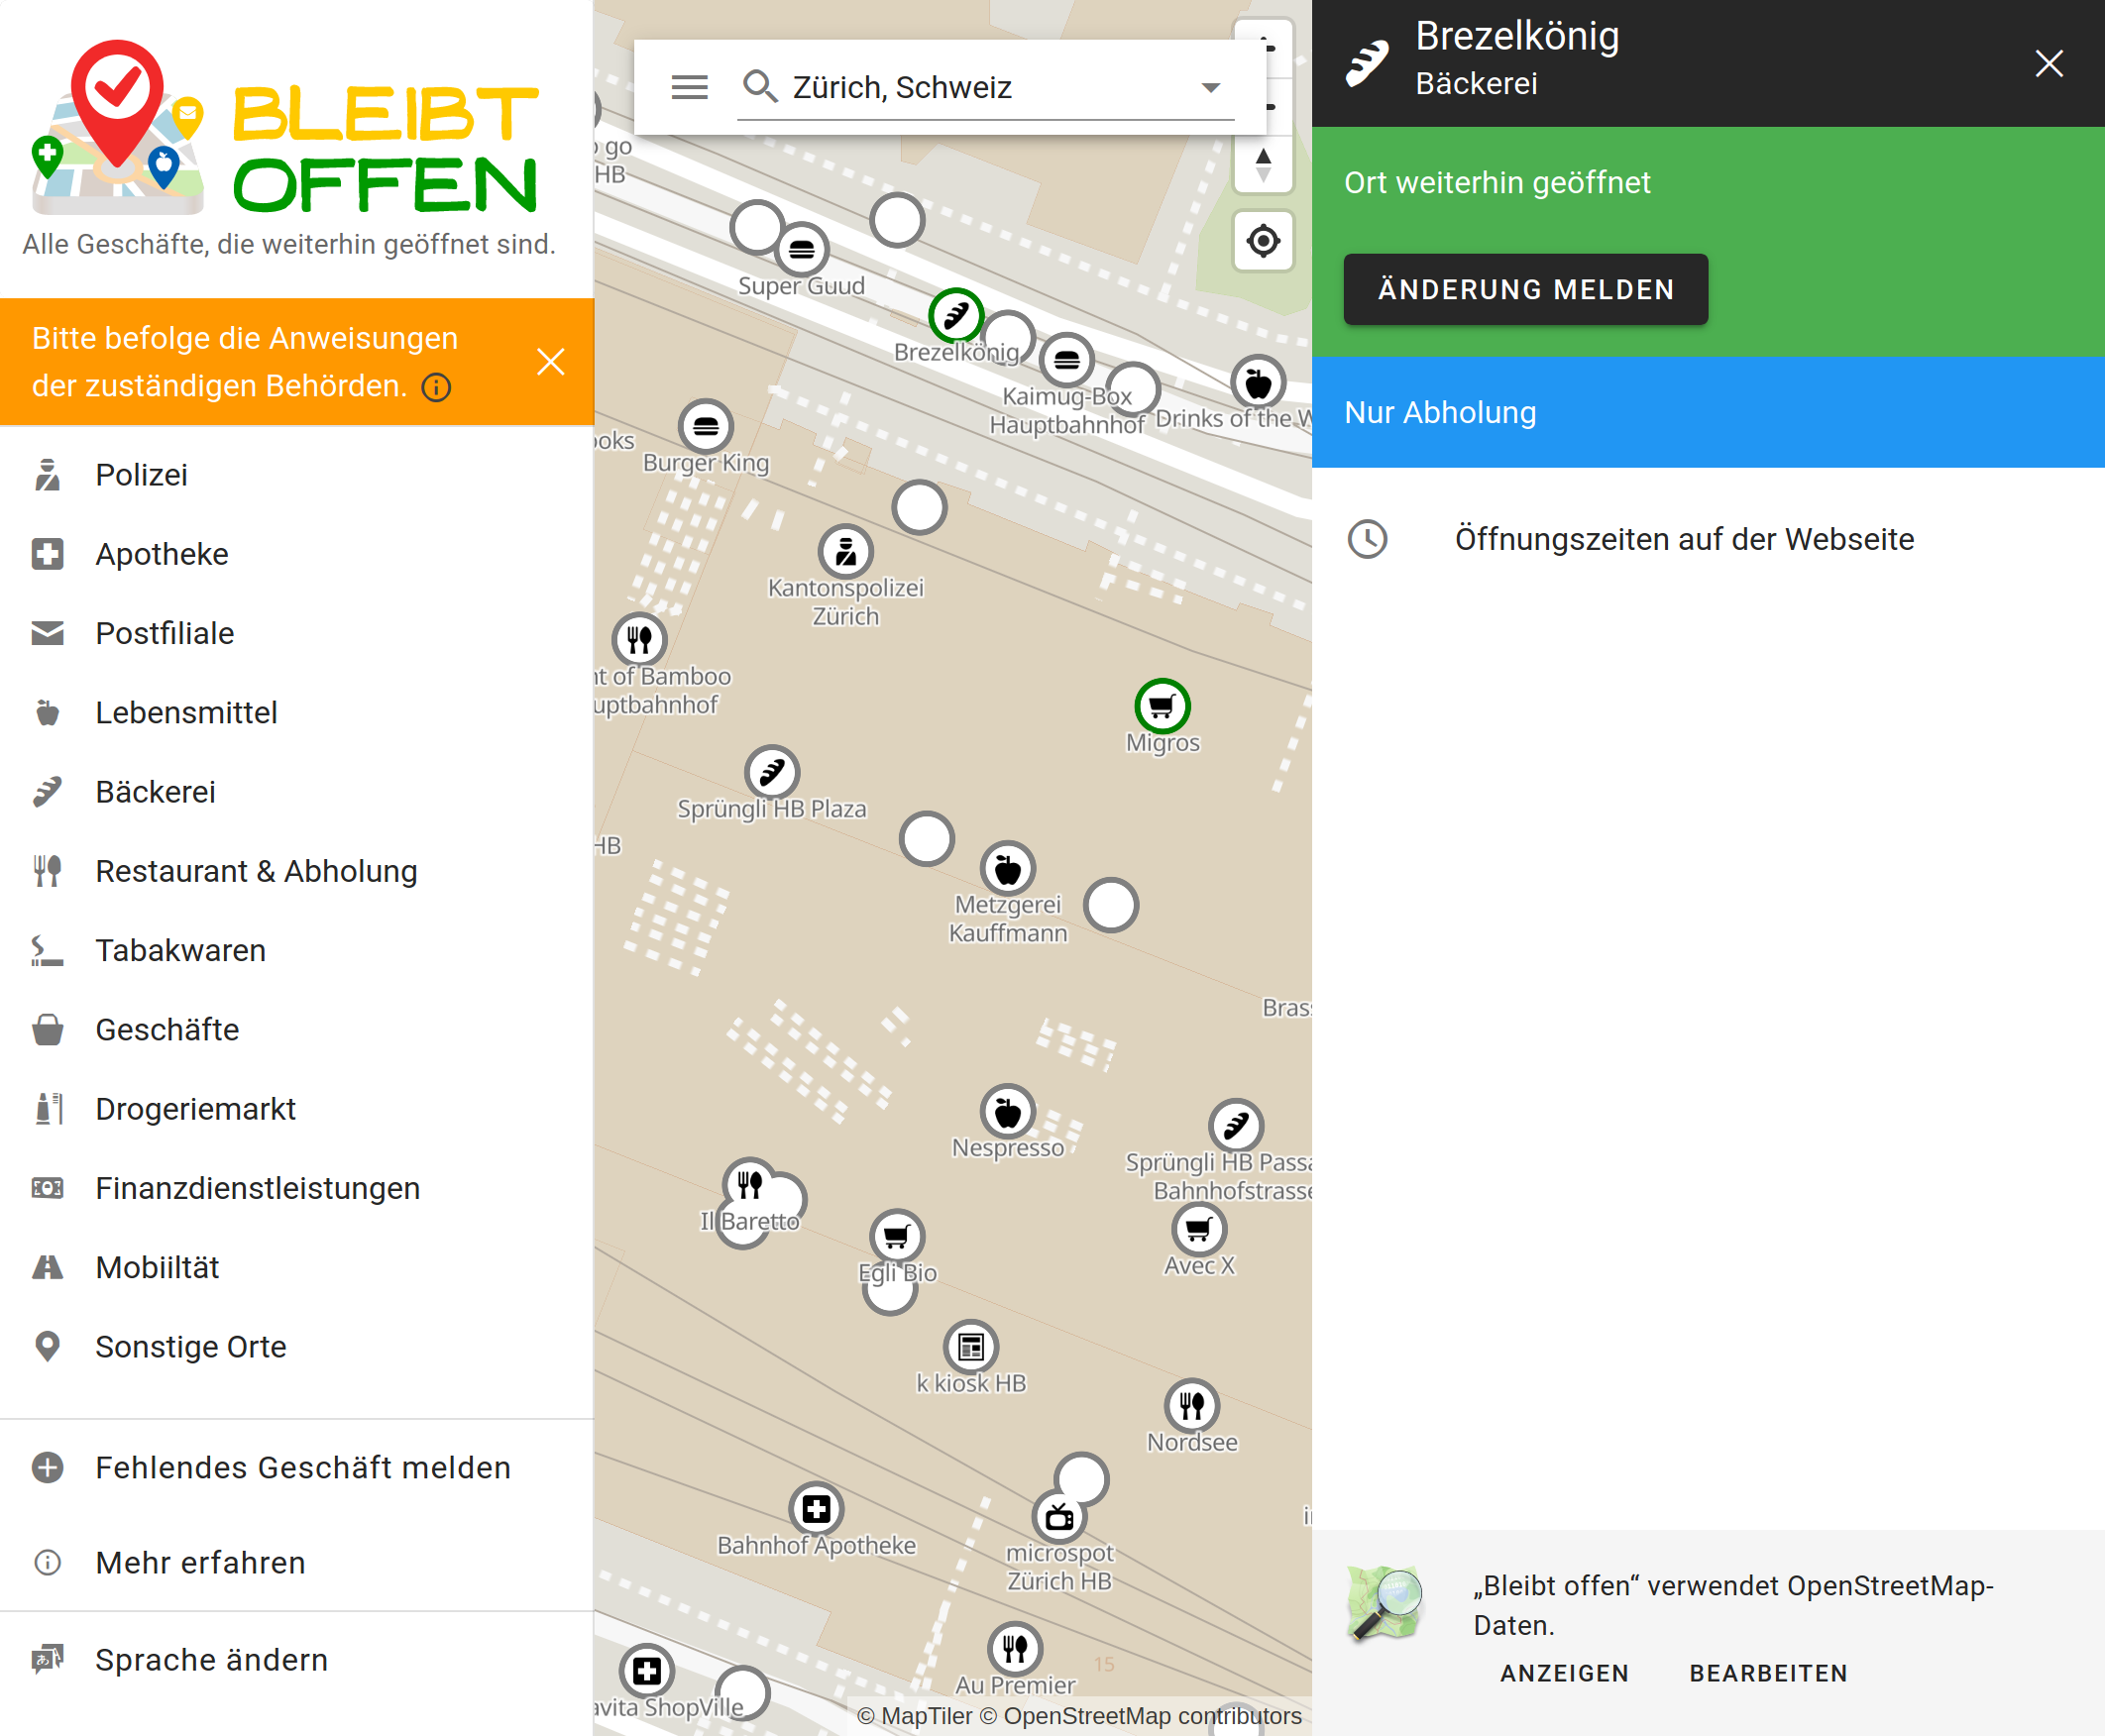 BLEIBT
OFFEN
Alle Geschäfte, die weiterhin geöffnet sind.
Bitte befolge die Anweisungen
der zuständigen Behörden.
Polizei
Apotheke
Postfiliale
Lebensmittel
Bäckerei
Restaurant & Abholung
Tabakwaren
Geschäfte
Drogeriemarkt
Finanzdienstleistungen
Mobiiltät
Sonstige Orte
Fehlendes Geschäft melden
Mehr erfahren
Sprache ändern
Zürich, Schweiz
go
HB
Super Guud
Brezelkönig
Kaimug-Box
Hauptbahnhof
Drinks of the W
ooks
Burger King
Kantonspolizei
Zürich
nt of Bamboo
uptbahnhof
Migros
Sprüngli HB Plaza
HB
Metzgerei
Kauffmann
Bras
Nespresso
Sprüngli HB Passa
Bahnhofstrasse
Il Baretto
Avec X
Egli Bio
k kiosk HB
Nordsee
Bahnhof Apotheke
microspot
Zürich HB
Au Premier
15
avita ShopVille
© MapTiler © OpenStreetMap contributors
Brezelkönig
Bäckerei
Ort weiterhin geöffnet
ÄNDERUNG MELDEN
Nur Abholung
Öffnungszeiten auf der Webseite
„Bleibt offen“ verwendet OpenStreetMap-
Daten.
ANZEIGEN BEARBEITEN